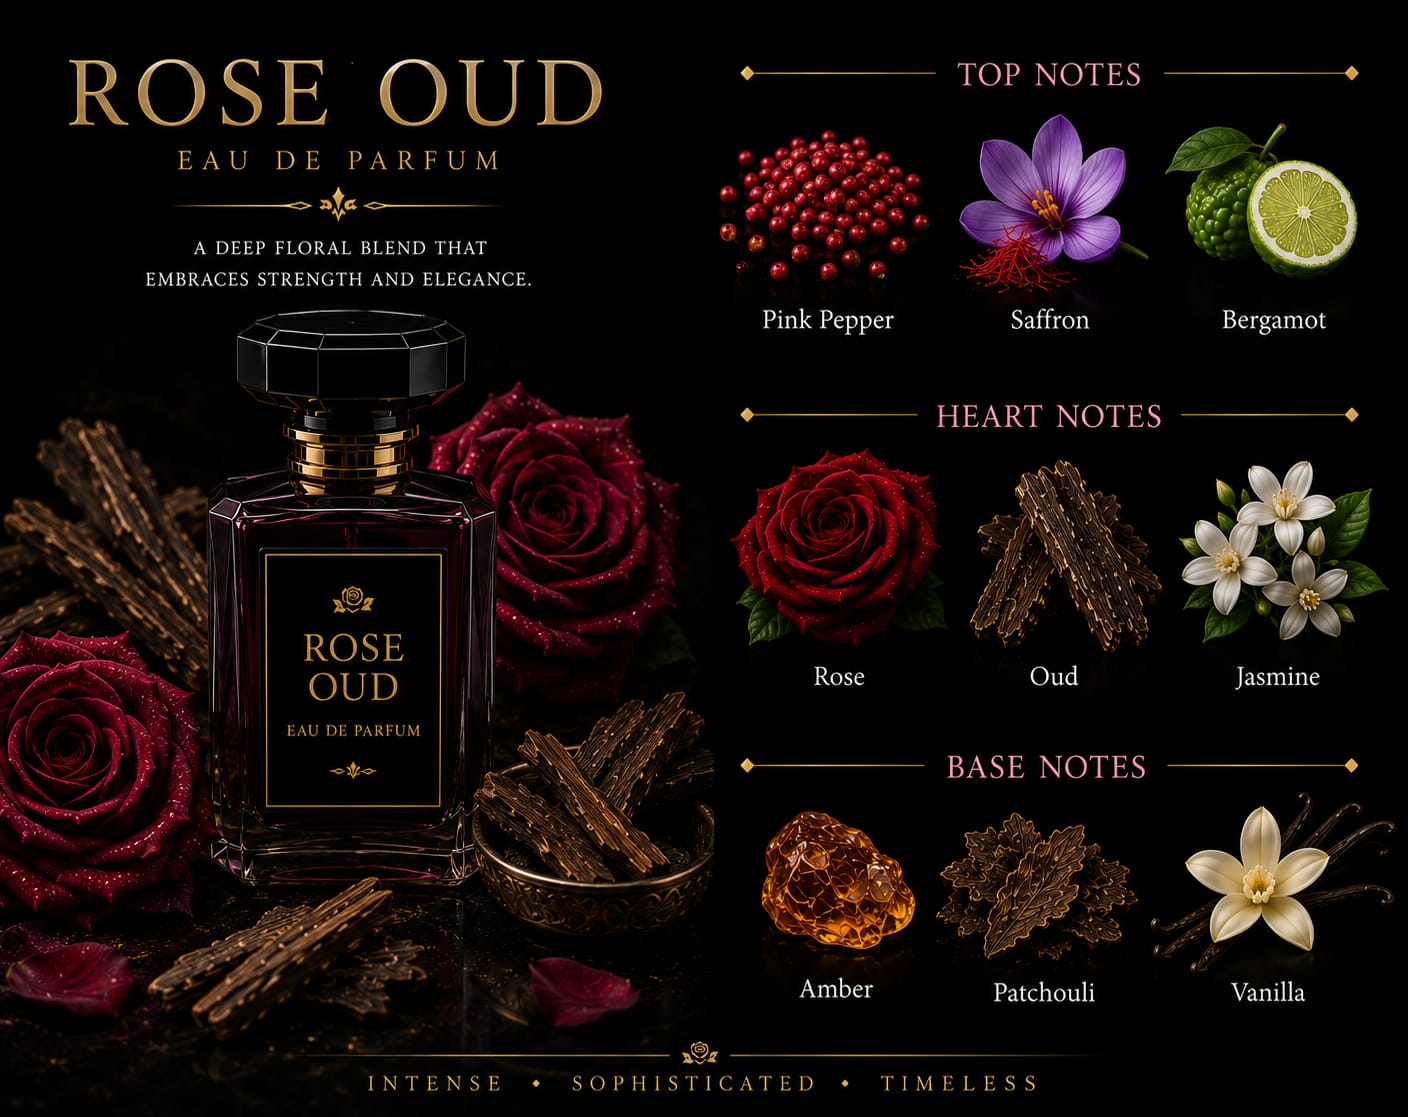 ROSE OUD
EAU DE PARFUM
A DEEP FLORAL BLEND THAT
EMBRACES STRENGTH AND ELEGANCE.
ROSE
OUD
EAU DE PARFUM
TOP NOTES
Pink Pepper
Saffron
Bergamot
HEART NOTES
Rose
Oud
Jasmine
BASE NOTES
Amber
Patchouli
Vanilla
INTENSE • SOPHISTICATED • TIMELESS